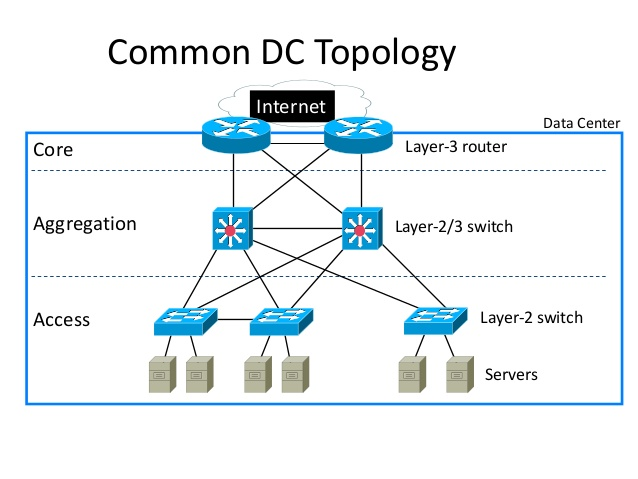 Common DC Topology
Internet
Data Center
Core
Layer-3 router
Aggregation
Layer-2/3 switch
Access
Layer-2 switch
Servers